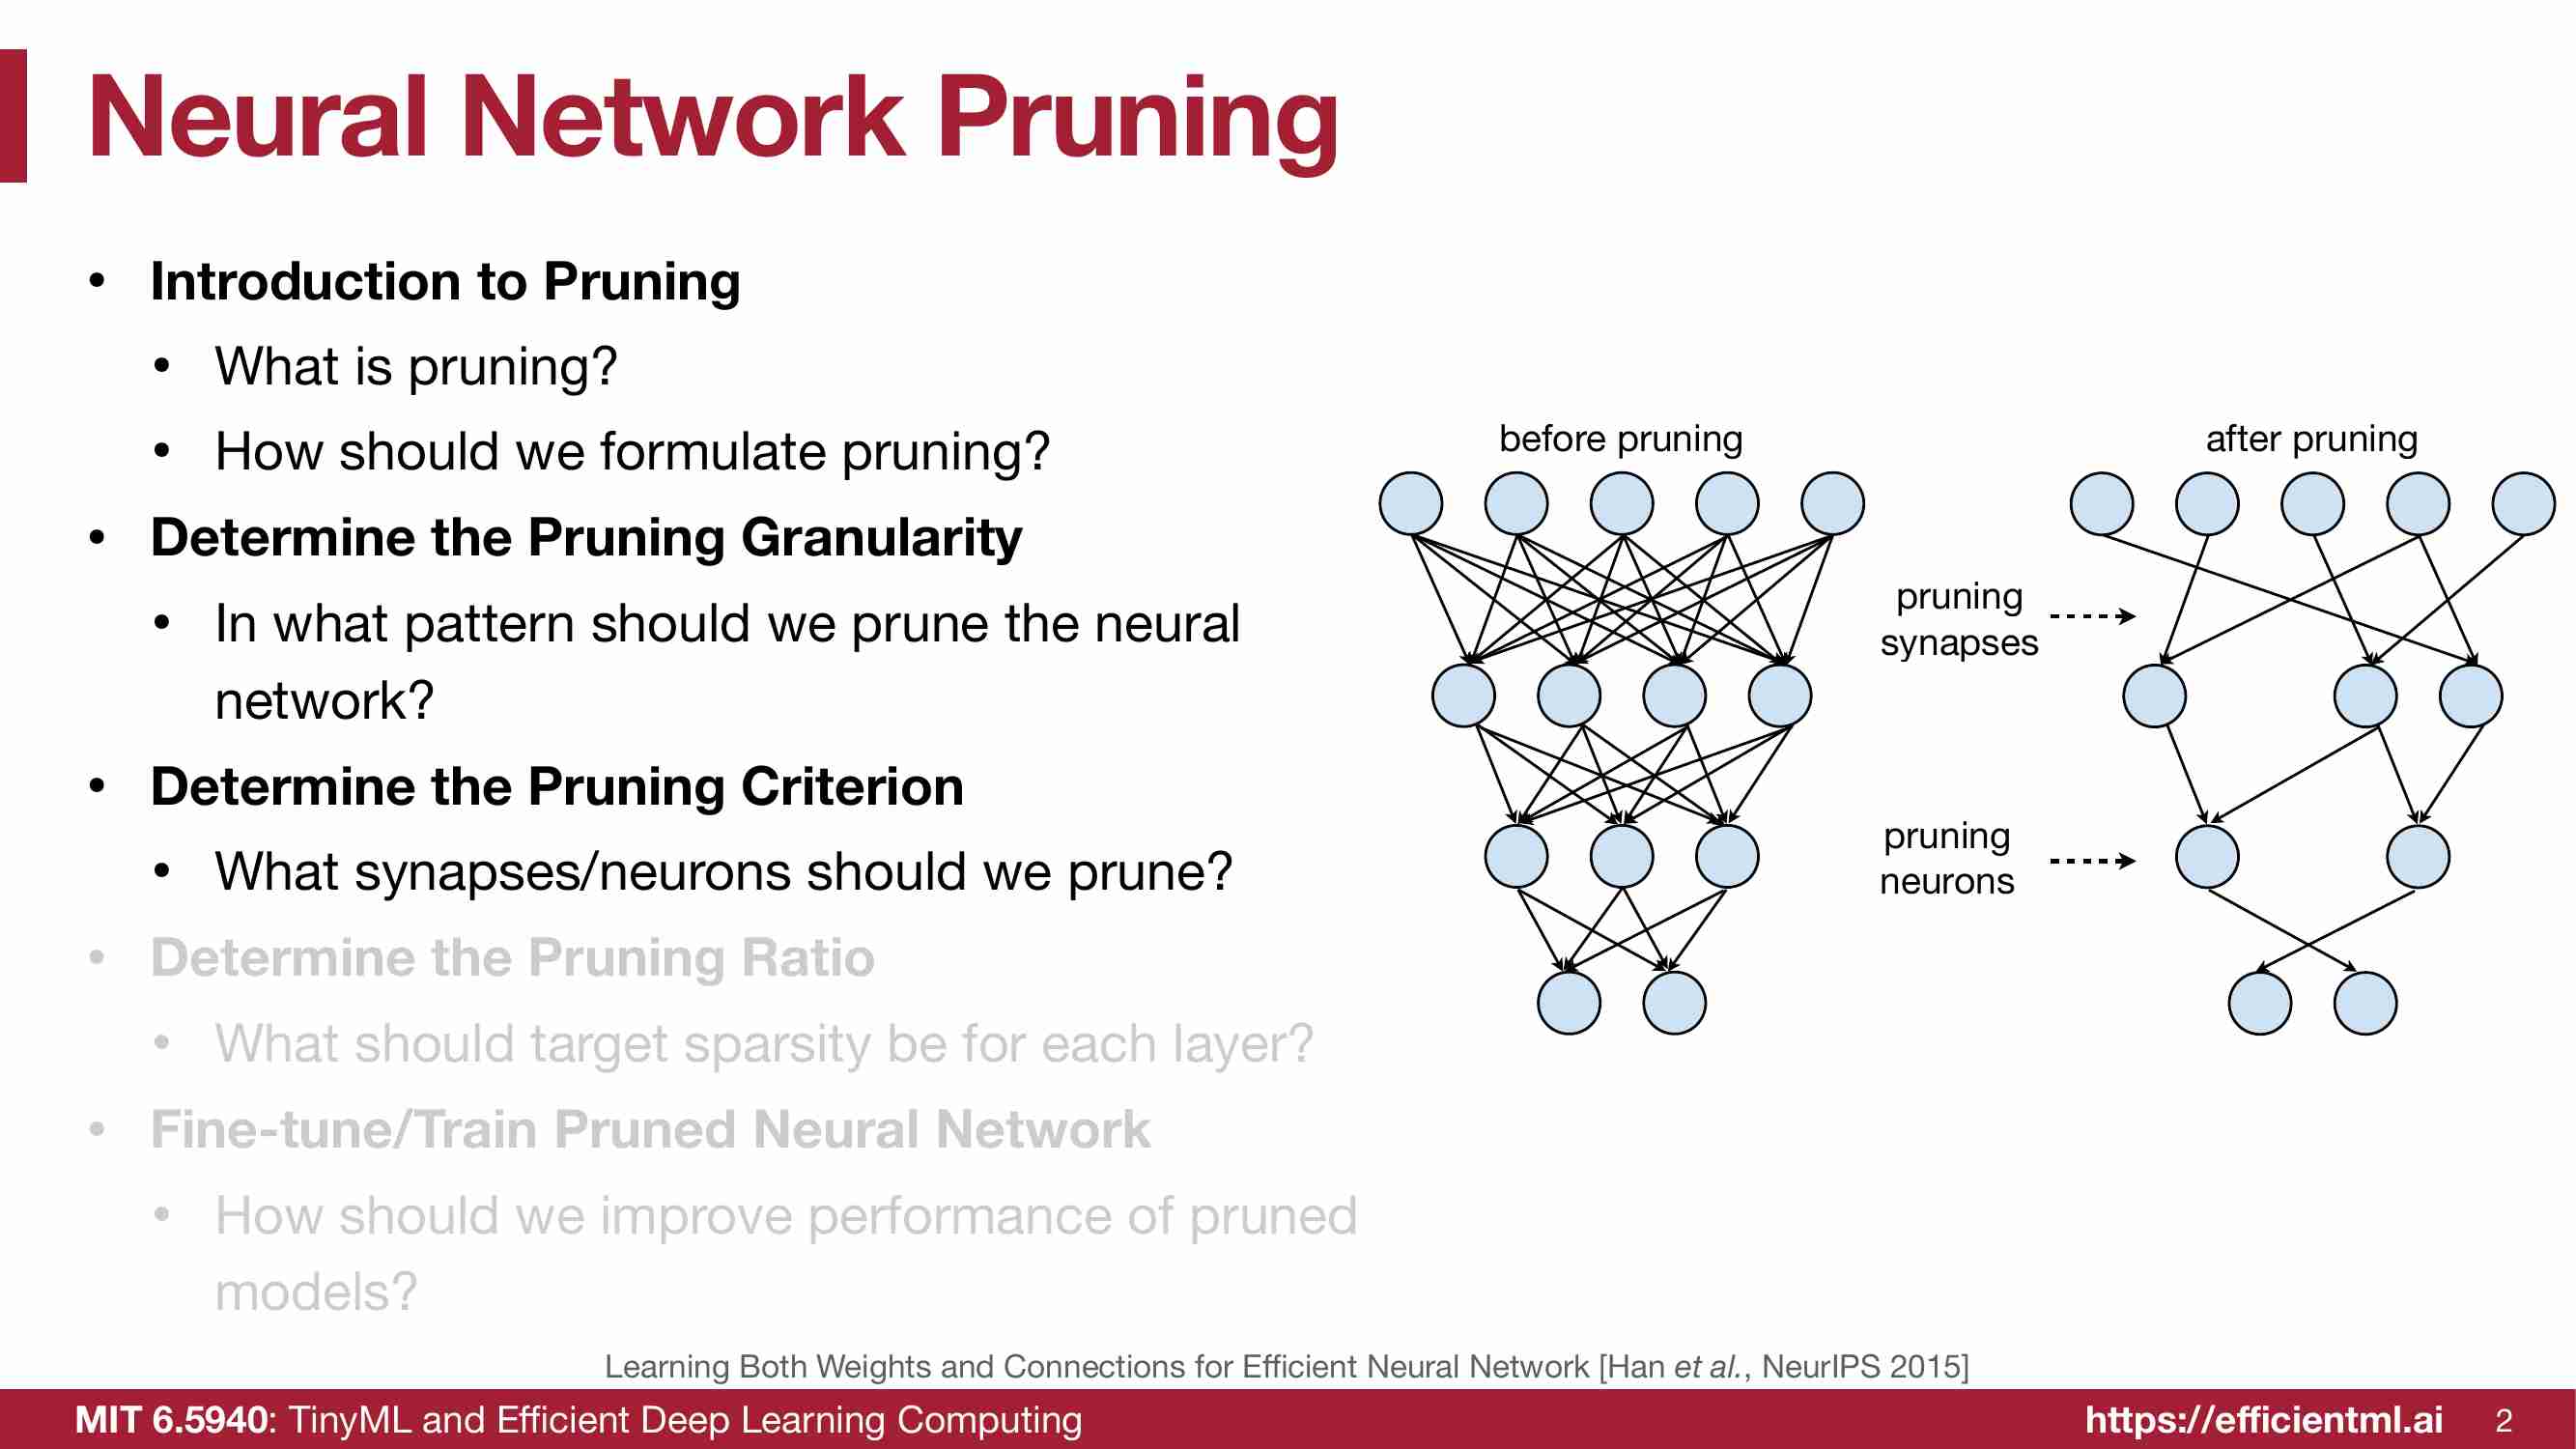 Neural Network Pruning
• Introduction to Pruning
• What is pruning?
• How should we formulate pruning?
• Determine the Pruning Granularity
• In what pattern should we prune the neural
network?
• Determine the Pruning Criterion
• What synapses/neurons should we prune?
• Determine the Pruning Ratio
• What should target sparsity be for each layer?
• Fine-tune/Train Pruned Neural Network
• How should we improve performance of pruned
models?
before pruning
after pruning
pruning
synapses
pruning
neurons
Learning Both Weights and Connections for Efficient Neural Network [Han et al., NeurIPS 2015]
MIT 6.5940: TinyML and Efficient Deep Learning Computing
https://efficientml.ai
2